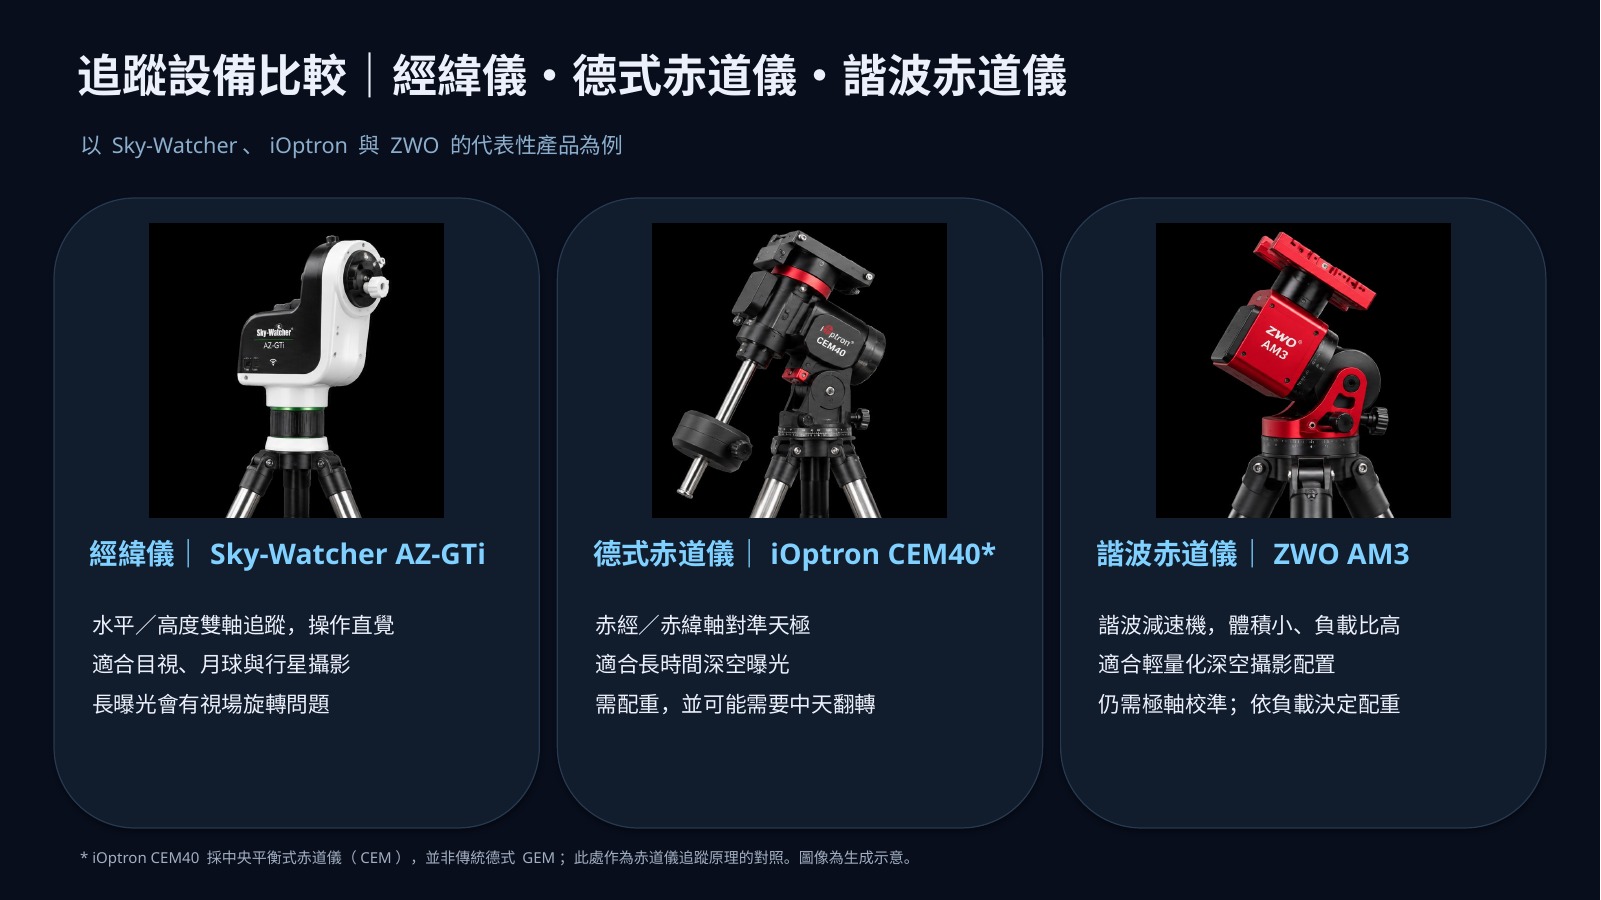 追蹤設備比較｜經緯儀・德式赤道儀・諧波赤道儀
以 Sky-Watcher、 iOptron 與 ZWO 的代表性產品為例
Sky-Watcher
AZ-GTi
iOptron®
CEM40
ZWO®
AM3
經緯儀｜ Sky-Watcher AZ-GTi
水平／高度雙軸追蹤，操作直覺
適合目視、月球與行星攝影
長曝光會有視場旋轉問題
德式赤道儀｜ iOptron CEM40*
赤經／赤緯軸對準天極
適合長時間深空曝光
需配重，並可能需要中天翻轉
諧波赤道儀｜ ZWO AM3
諧波減速機，體積小、負載比高
適合輕量化深空攝影配置
仍需極軸校準；依負載決定配重
* iOptron CEM40 採中央平衡式赤道儀（CEM），並非傳統德式 GEM；此處作為赤道儀追蹤原理的對照。圖像為生成示意。